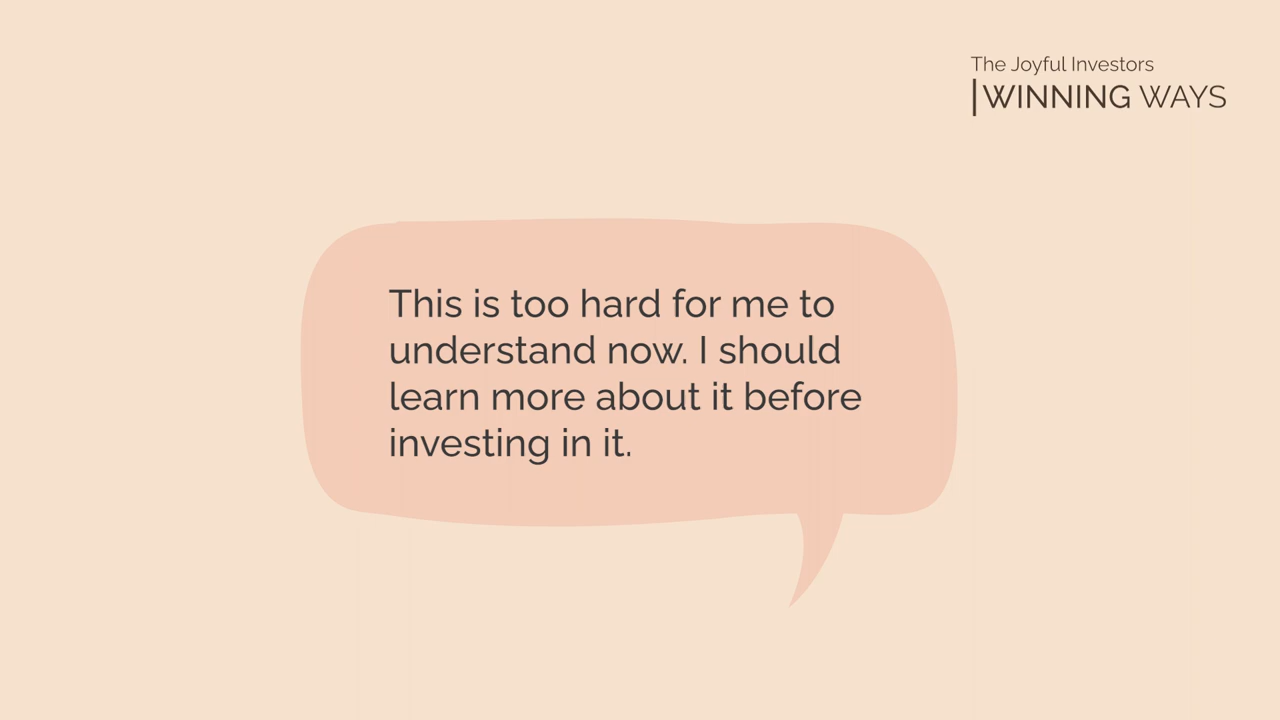 The Joyful Investors
WINNING WAYS
This is too hard for me to
understand now. I should
learn more about it before
investing in it.